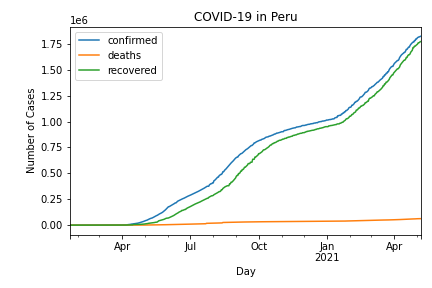 COVID-19 in Peru
1e6
confirmed
deaths
recovered
1.75
1.50
1.25
1.00
0.75
0.50
0.25
0.00
Number of Cases
Apr
Jul
Oct
Jan
2021
Apr
Day